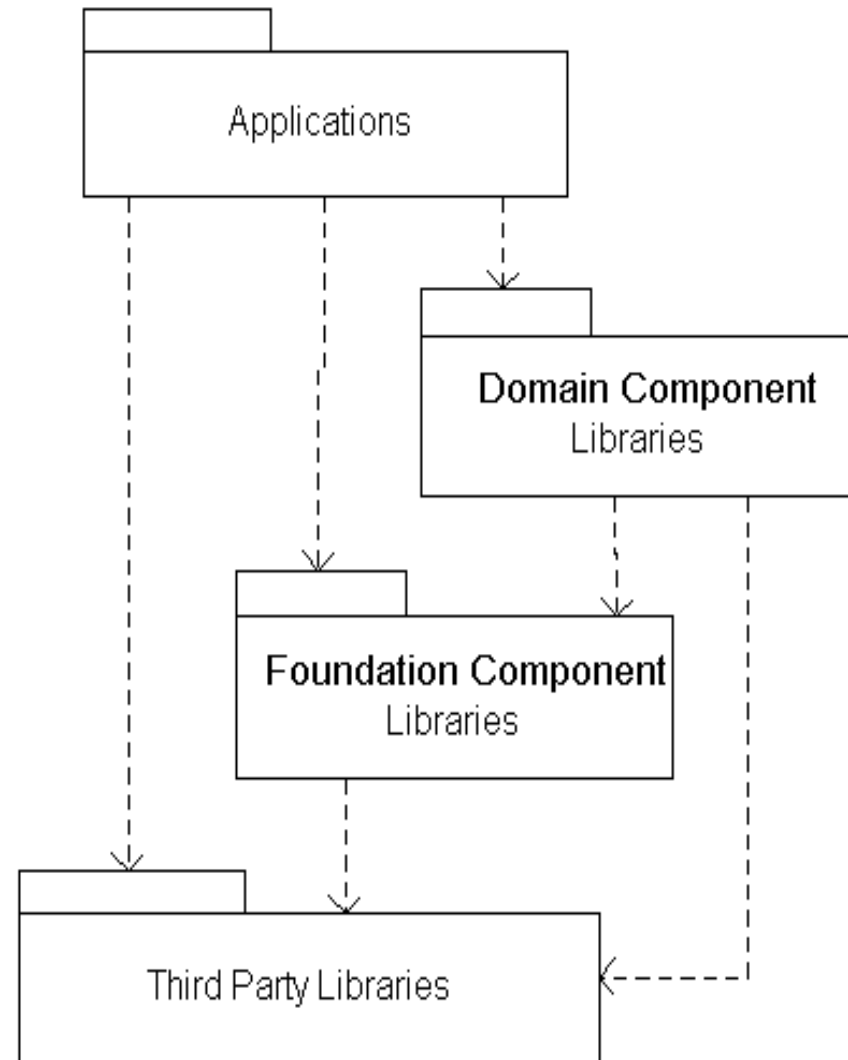 Applications
Domain Component
Libraries
Foundation Component
Libraries
Third Party Libraries